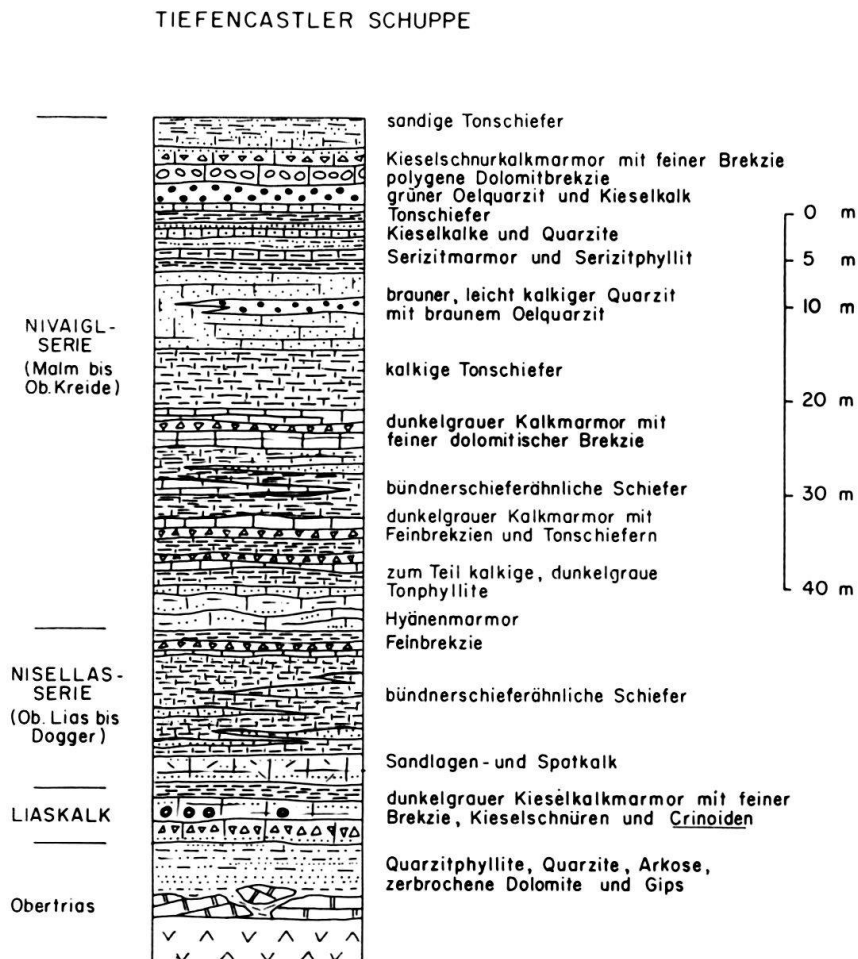 TIEFENCASTLER SCHUPPE
sandige Tonschiefer
Kieselschnurkalkmarmor mit feiner Brekzie
polygene Dolomitbrekzie
grüner Oelquarzit und Kieselkalk
Tonschiefer
Kieselkalke und Quarzite
Serizitmarmor und Serizitphyllit
brauner, leicht kalkiger Quarzit
mit braunem Oelquarzit
kalkige Tonschiefer
dunkelgrauer Kalkmarmor mit
feiner dolomitischer Brekzie
bündnerschieferähnliche Schiefer
dunkelgrauer Kalkmarmor mit
Feinbrekzien und Tonschiefern
zum Teil kalkige, dunkelgraue
Tonphyllite
Hyänenmarmor
Feinbrekzie
bündnerschieferähnliche Schiefer
Sandlagen- und Spatkalk
dunkelgrauer Kieselkalkmarmor mit feiner
Brekzie, Kieselschnüren und Crinoiden
Quarzitphyllite, Quarzite, Arkose,
zerbrochene Dolomite und Gips
NIVAIGL-
SERIE
(Malm bis
Ob. Kreide)
NISELLAS-
SERIE
(Ob. Lias bis
Dogger)
LIASKALK
Obertrias
0 m
5 m
10 m
20 m
30 m
40 m